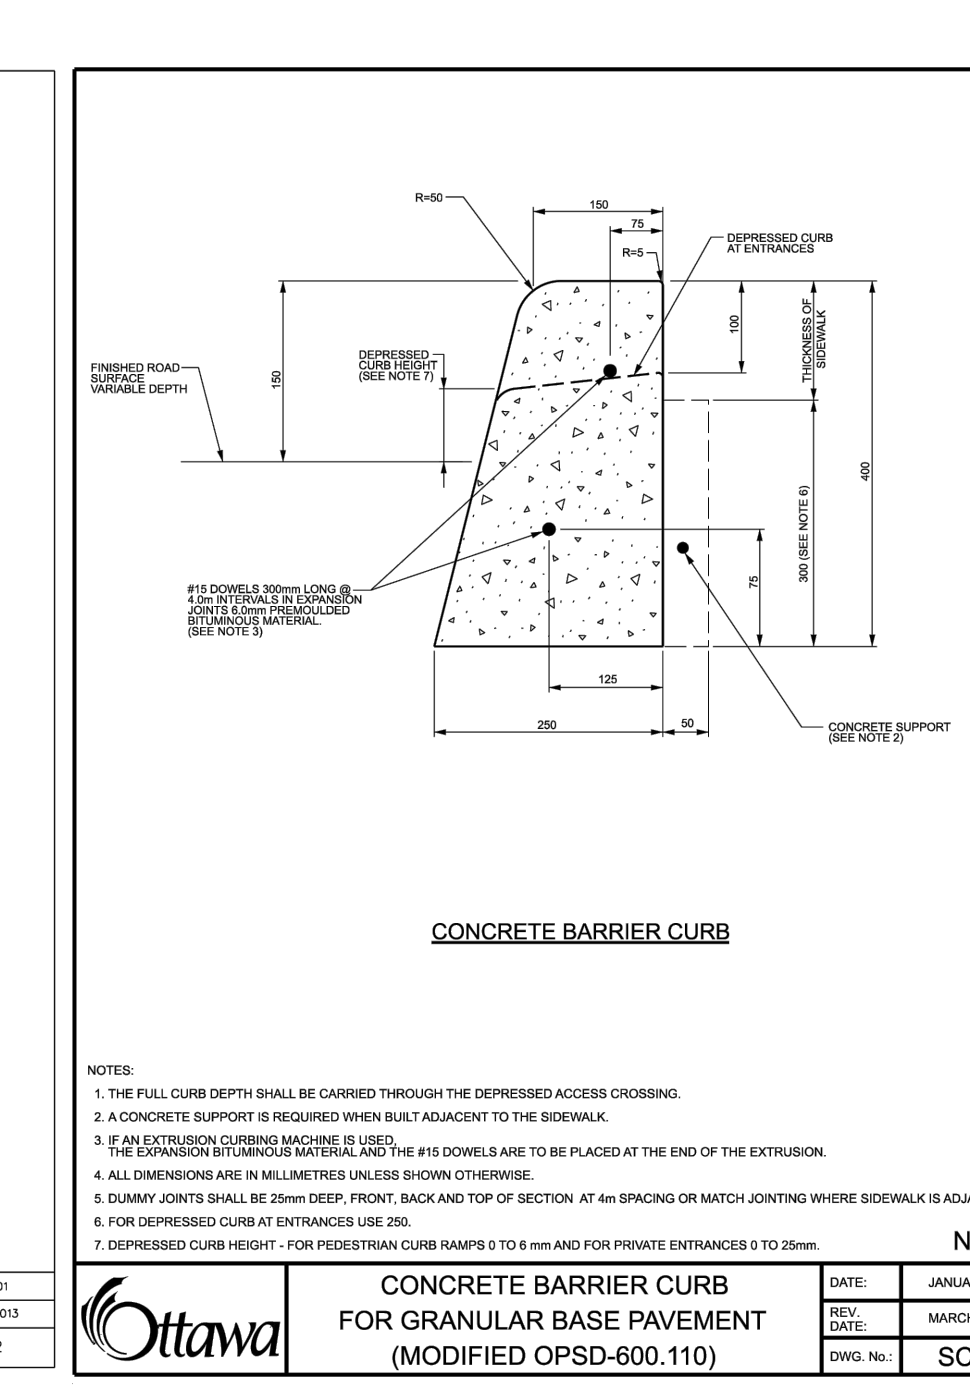 R=50
150
75
R=5
DEPRESSED CURB
AT ENTRANCES
100
THICKNESS OF
SIDEWALK
DEPRESSED
CURB HEIGHT
(SEE NOTE 7)
150
FINISHED ROAD
SURFACE
VARIABLE DEPTH
400
300 (SEE NOTE 6)
75
#15 DOWELS 300mm LONG @
4.0m INTERVALS IN EXPANSION
JOINTS 6.0mm PREMOULDED
BITUMINOUS MATERIAL.
(SEE NOTE 3)
125
250
50
CONCRETE SUPPORT
(SEE NOTE 2)
CONCRETE BARRIER CURB
NOTES:
1. THE FULL CURB DEPTH SHALL BE CARRIED THROUGH THE DEPRESSED ACCESS CROSSING.
2. A CONCRETE SUPPORT IS REQUIRED WHEN BUILT ADJACENT TO THE SIDEWALK.
3. IF AN EXTRUSION CURBING MACHINE IS USED,
THE EXPANSION BITUMINOUS MATERIAL AND THE #15 DOWELS ARE TO BE PLACED AT THE END OF THE EXTRUSION.
4. ALL DIMENSIONS ARE IN MILLIMETRES UNLESS SHOWN OTHERWISE.
5. DUMMY JOINTS SHALL BE 25mm DEEP, FRONT, BACK AND TOP OF SECTION AT 4m SPACING OR MATCH JOINTING WHERE SIDEWALK IS ADJA
6. FOR DEPRESSED CURB AT ENTRANCES USE 250.
7. DEPRESSED CURB HEIGHT - FOR PEDESTRIAN CURB RAMPS 0 TO 6 mm AND FOR PRIVATE ENTRANCES 0 TO 25mm.
N
01
013
Ottawa
CONCRETE BARRIER CURB
FOR GRANULAR BASE PAVEMENT
(MODIFIED OPSD-600.110)
DATE:
JANUA
REV.
DATE:
MARCH
DWG. No.:
SC